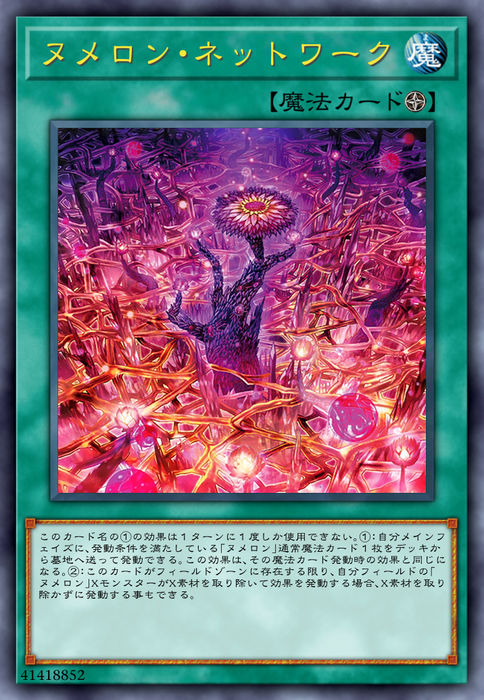 ヌメロン・ネットワーク
魔
【魔法カード】
このカード名の①の効果は1ターンに1度しか使用できない。①:自分メインフ
ェイズに、発動条件を満たしている「ヌメロン」通常魔法カード1枚をデッキか
ら墓地へ送って発動できる。この効果は、その魔法カード発動時の効果と同じに
なる。②:このカードがフィールドゾーンに存在する限り、自分フィールドの「
ヌメロン」Xモンスターが X素材を取り除いて効果を発動する場合、X素材を取り
除かずに発動する事もできる。
41418852